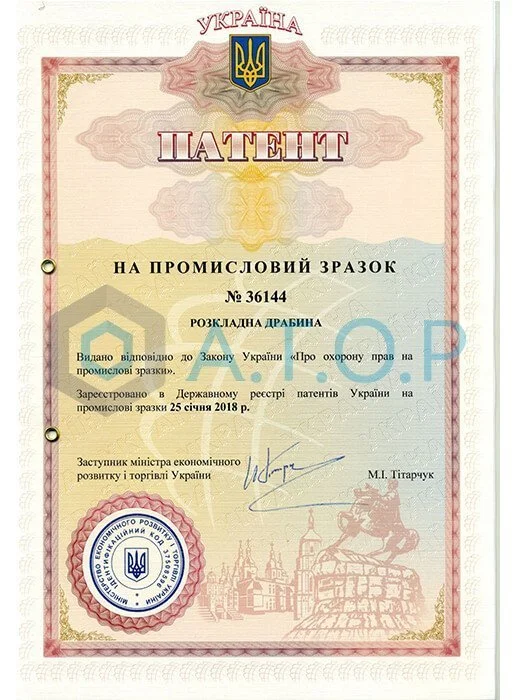 УКРАЇНА
ПАТЕНТ
НА ПРОМИСЛОВИЙ ЗРАЗОК
№ 36144
РОЗКЛАДНА ДРАБИНА
A.T.O.P
Видано відповідно до Закону України «Про охорону прав на
промислові зразки».
Зареєстровано в Державному реєстрі патентів України на
промислові зразки 25 січня 2018 р.
Заступник міністра економічного
розвитку і торгівлі України
М.І. Тітарчук
МІНІСТЕРСТВО ЕКОНОМІЧНОГО РОЗВИТКУ І ТОРГІВЛІ УКРАЇНИ
ІДЕНТИФІКАЦІЙНИЙ КОД 37508596